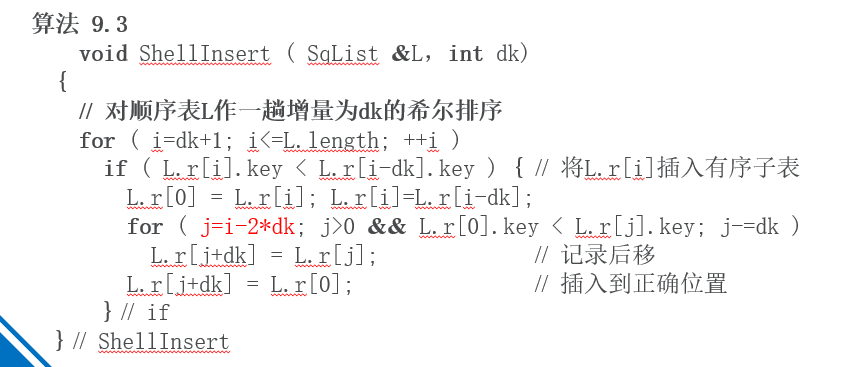 算法 9.3
void ShellInsert ( SqList &L, int dk)
{
// 对顺序表L作一趟增量为dk的希尔排序
for ( i=dk+1; i<=L.length; ++i )
if ( L.r[i].key < L.r[i-dk].key ) { // 将L.r[i]插入有序子表
L.r[0] = L.r[i]; L.r[i]=L.r[i-dk];
for ( j=i-2*dk; j>0 && L.r[0].key < L.r[j].key; j-=dk )
L.r[j+dk] = L.r[j]; // 记录后移
L.r[j+dk] = L.r[0]; // 插入到正确位置
}// if
}// ShellInsert